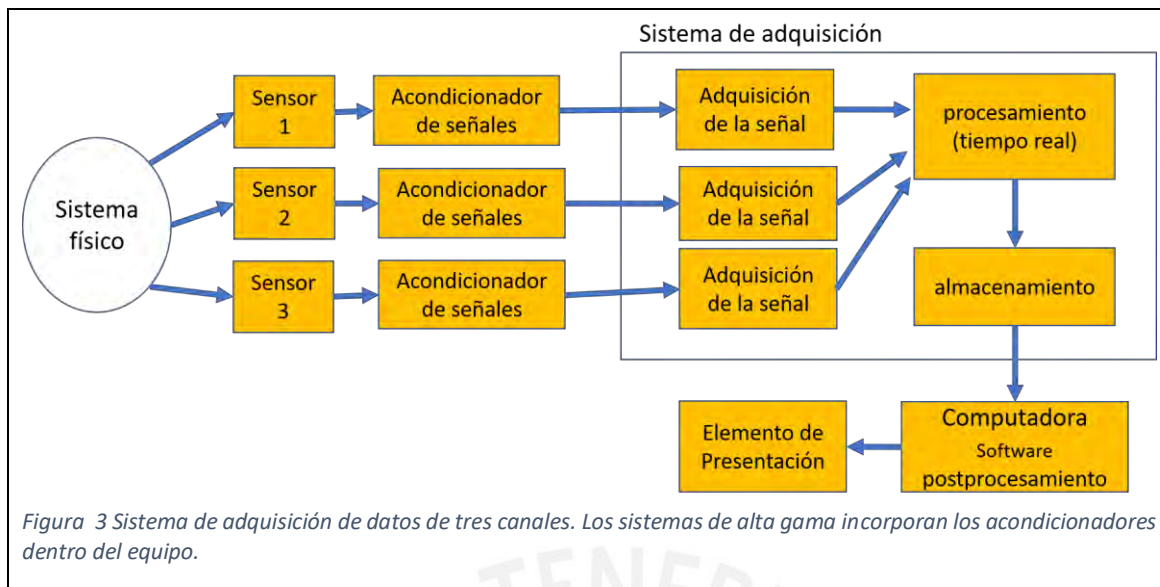 Sistema de adquisición
Sensor
1
Acondicionador
de señales
Adquisición
de la señal
procesamiento
(tiempo real)
Sistema
físico
Sensor
2
Acondicionador
de señales
Adquisición
de la señal
Sensor
3
Acondicionador
de señales
Adquisición
de la señal
almacenamiento
Elemento de
Presentación
Computadora
Software
postprocesamiento
Figura 3 Sistema de adquisición de datos de tres canales. Los sistemas de alta gama incorporan los acondicionadores
dentro del equipo.
TENEB